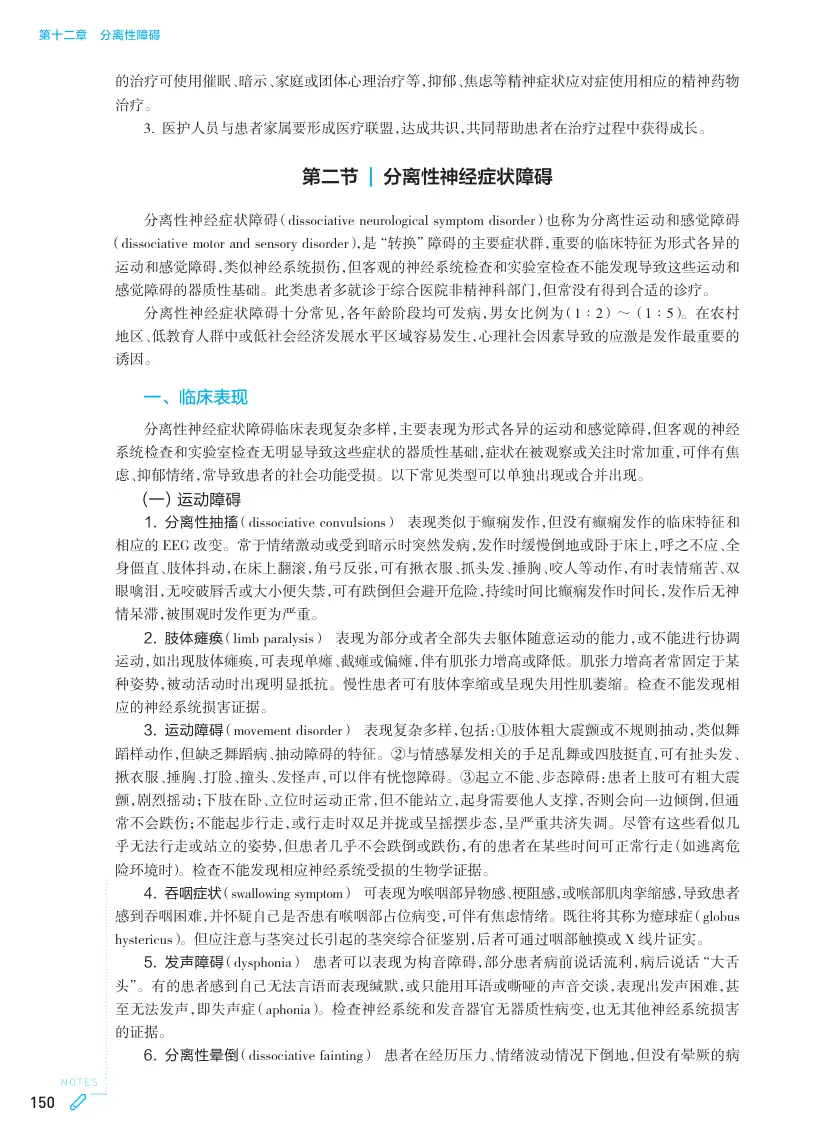 第十二章 分离性障碍
的治疗可使用催眠、暗示、家庭或团体心理治疗等,抑郁、焦虑等精神症状应对症使用相应的精神药物
治疗。
3. 医护人员与患者家属要形成医疗联盟,达成共识,共同帮助患者在治疗过程中获得成长。
第二节 | 分离性神经症状障碍
分离性神经症状障碍(dissociative neurological symptom disorder)也称为分离性运动和感觉障碍
(dissociative motor and sensory disorder),是“转换”障碍的主要症状群,重要的临床特征为形式各异的
运动和感觉障碍,类似神经系统损伤,但客观的神经系统检查和实验室检查不能发现导致这些运动和
感觉障碍的器质性基础。此类患者多就诊于综合医院非精神科部门,但常没有得到合适的诊疗。
分离性神经症状障碍十分常见,各年龄阶段均可发病,男女比例为(1∶2)～(1∶5)。在农村
地区、低教育人群中或低社会经济发展水平区域容易发生,心理社会因素导致的应激是发作最重要的
诱因。
一、临床表现
分离性神经症状障碍临床表现复杂多样,主要表现为形式各异的运动和感觉障碍,但客观的神经
系统检查和实验室检查无明显导致这些症状的器质性基础,症状在被观察或关注时常加重,可伴有焦
虑、抑郁情绪,常导致患者的社会功能受损。以下常见类型可以单独出现或合并出现。
(一)运动障碍
1. 分离性抽搐(dissociative convulsions) 表现类似于癫痫发作,但没有癫痫发作的临床特征和
相应的 EEG 改变。常于情绪激动或受到暗示时突然发病,发作时缓慢倒地或卧于床上,呼之不应、全
身僵直、肢体抖动,在床上翻滚,角弓反张,可有揪衣服、抓头发、捶胸、咬人等动作,有时表情痛苦、双
眼噙泪,无咬破唇舌或大小便失禁,可有跌倒但会避开危险,持续时间比癫痫发作时间长,发作后无神
情呆滞,被围观时发作更为严重。
2. 肢体瘫痪(limb paralysis) 表现为部分或者全部失去躯体随意运动的能力,或不能进行协调
运动,如出现肢体瘫痪,可表现单瘫、截瘫或偏瘫,伴有肌张力增高或降低。肌张力增高者常固定于某
种姿势,被动活动时出现明显抵抗。慢性患者可有肢体挛缩或呈现失用性肌萎缩。检查不能发现相
应的神经系统损害证据。
3. 运动障碍(movement disorder) 表现复杂多样,包括:①肢体粗大震颤或不规则抽动,类似舞
蹈样动作,但缺乏舞蹈病、抽动障碍的特征。②与情感暴发相关的手足乱舞或四肢挺直,可有扯头发、
揪衣服、捶胸、打脸、撞头、发怪声,可以伴有恍惚障碍。③起立不能、步态障碍:患者上肢可有粗大震
颤,剧烈摇动;下肢在卧、立位时运动正常,但不能站立,起身需要他人支撑,否则会向一边倾倒,但通
常不会跌伤;不能起步行走,或行走时双足并拢或呈摇摆步态,呈严重共济失调。尽管有这些看似几
乎无法行走或站立的姿势,但患者几乎不会跌倒或跌伤,有的患者在某些时间可正常行走(如逃离危
险环境时)。检查不能发现相应神经系统受损的生物学证据。
4. 吞咽症状(swallowing symptom) 可表现为喉咽部异物感、梗阻感,或喉部肌肉挛缩感,导致患者
感到吞咽困难,并怀疑自己是否患有喉咽部占位病变,可伴有焦虑情绪。既往将其称为癔球症(globus
hystericus)。但应注意与茎突过长引起的茎突综合征鉴别,后者可通过咽部触摸或 X 线片证实。
5. 发声障碍(dysphonia) 患者可以表现为构音障碍,部分患者病前说话流利,病后说话“大舌
头”。有的患者感到自己无法言语而表现缄默,或只能用耳语或嘶哑的声音交谈,表现出发声困难,甚
至无法发声,即失声症(aphonia)。检查神经系统和发音器官无器质性病变,也无其他神经系统损害
的证据。
6. 分离性晕倒(dissociative fainting) 患者在经历压力、情绪波动情况下倒地,但没有晕厥的病
NOTES
150